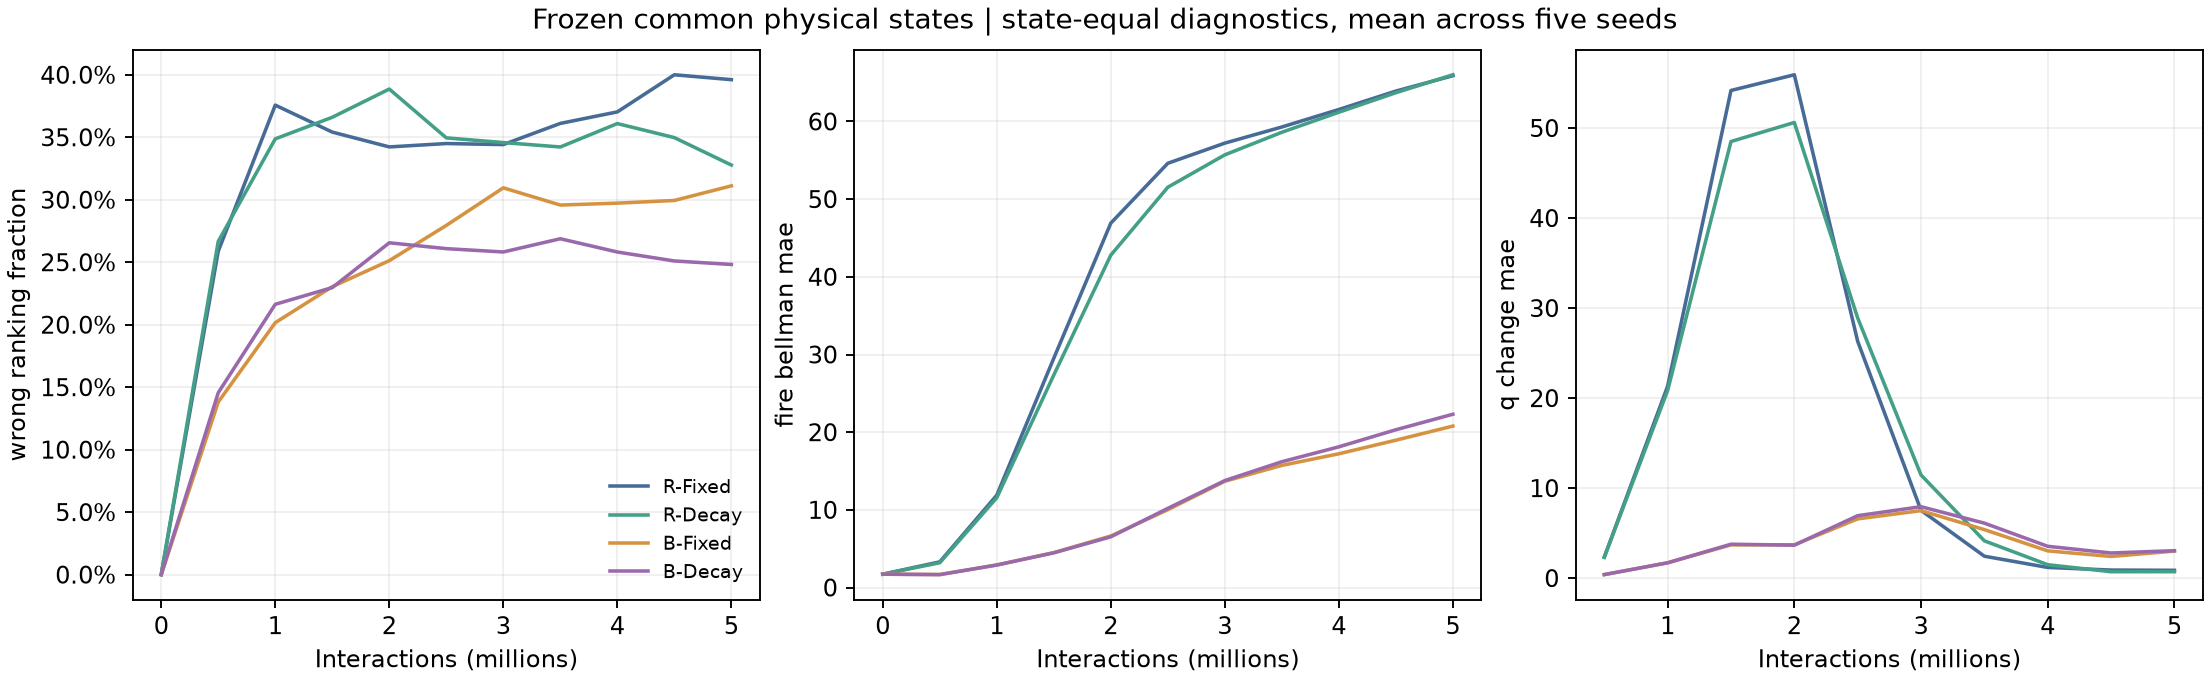 Frozen common physical states | state-equal diagnostics, mean across five seeds
wrong ranking fraction
40.0%
35.0%
30.0%
25.0%
20.0%
15.0%
10.0%
5.0%
0.0%
R-Fixed
R-Decay
B-Fixed
B-Decay
0 1 2 3 4 5
Interactions (millions)
fire bellman mae
60
50
40
30
20
10
0
0 1 2 3 4 5
Interactions (millions)
q change mae
50
40
30
20
10
0
1 2 3 4 5
Interactions (millions)